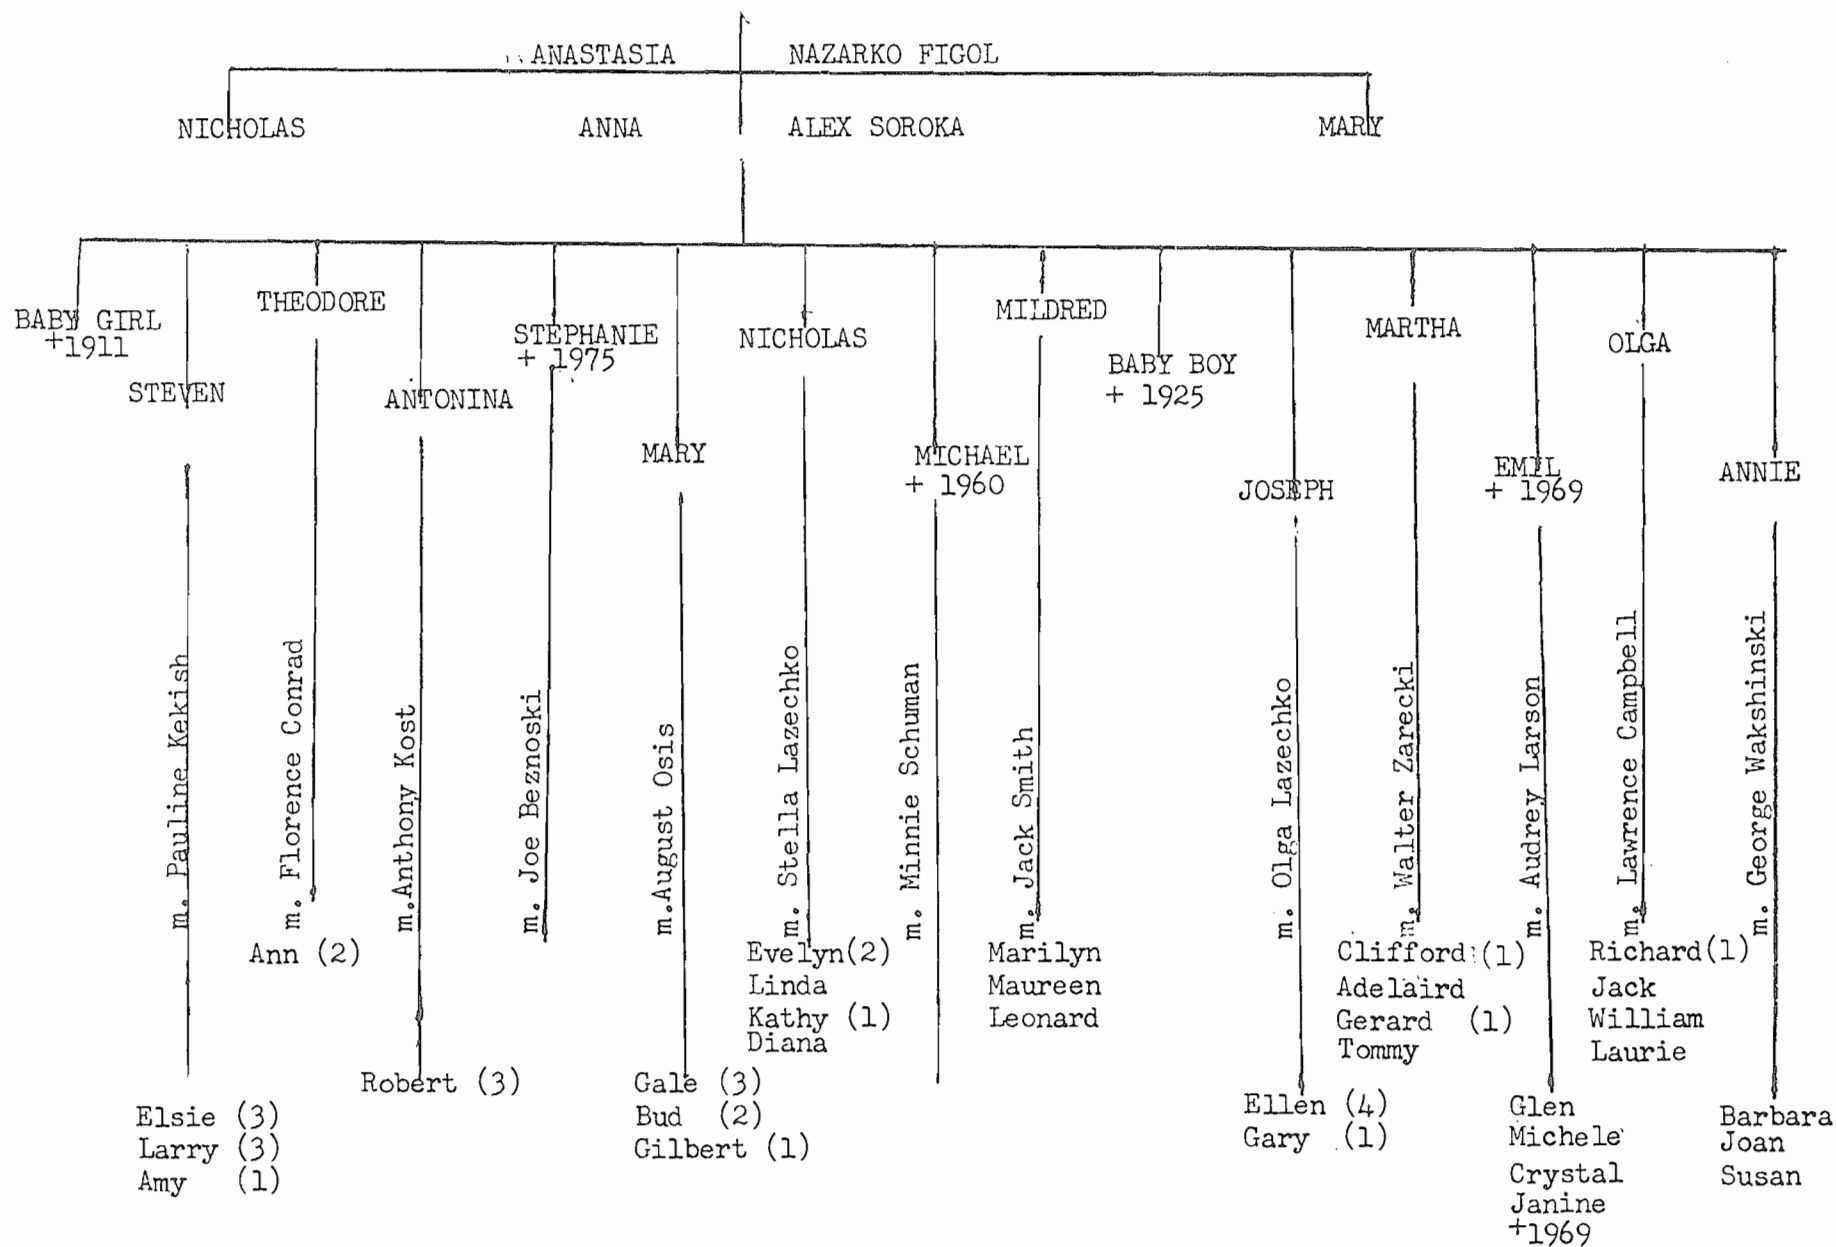 ANASTASIA NAZARKO FIGOL
NICHOLAS ANNA ALEX SOROKA MARY
BABY GIRL
+1911
STEVEN
THEODORE
ANTONINA
STEPHANIE
+ 1975
MARY
NICHOLAS
MICHAEL
+ 1960
MILDRED
BABY BOY
+ 1925
JOSEPH
MARTHA
EMIL
+ 1969
OLGA
ANNIE
m. Pauline Kekish
m. Florence Conrad
m.Anthony Kost
m. Joe Beznoski
m.August Osis
m. Stella Lazechko
m. Minnie Schuman
m. Jack Smith
m. Olga Lazechko
m. Walter Zarecki
m. Audrey Larson
m. Lawrence Campbell
m. George Wakshinski
Elsie (3)
Larry (3)
Amy (1)
Ann (2)
Robert (3)
Gale (3)
Bud (2)
Gilbert (1)
Evelyn(2)
Linda
Kathy (1)
Diana
Marilyn
Maureen
Leonard
Ellen (4)
Gary (1)
Clifford (1)
Adelaird
Gerard (1)
Tommy
Glen
Michele
Crystal
Janine
+1969
Richard(1)
Jack
William
Laurie
Barbara
Joan
Susan